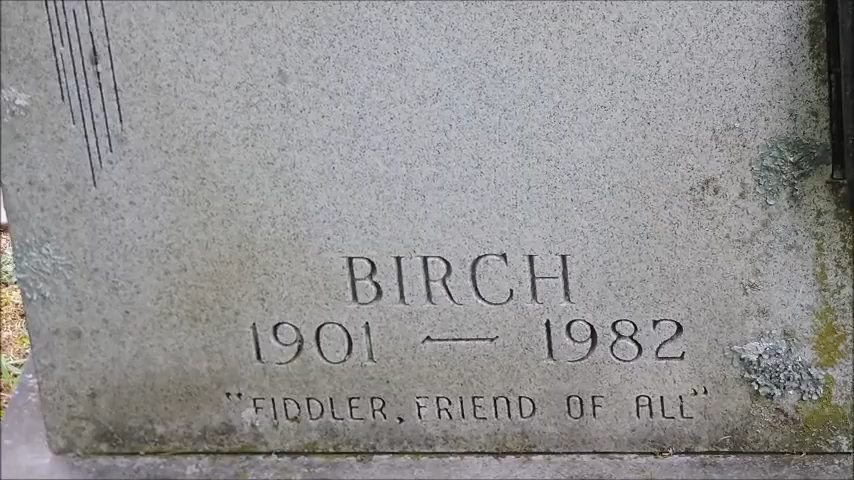 BIRCH
1901 — 1982
"FIDDLER, FRIEND OF ALL"